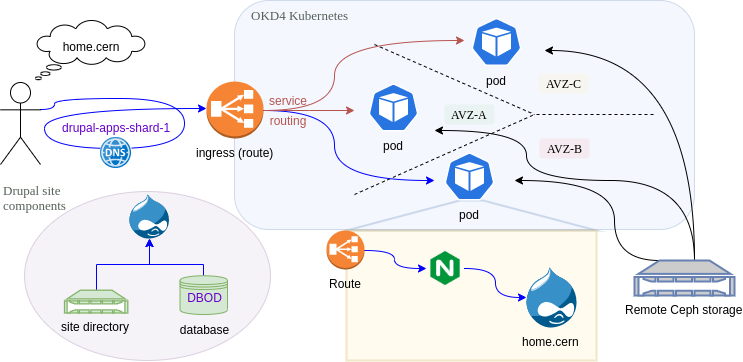 OKD4 Kubernetes
home.cern
pod
AVZ-C
service
routing
AVZ-A
drupal-apps-shard-1
DNS
ingress (route)
pod
AVZ-B
Drupal site
components
pod
Route
N
DBOD
site directory
database
home.cern
Remote Ceph storage